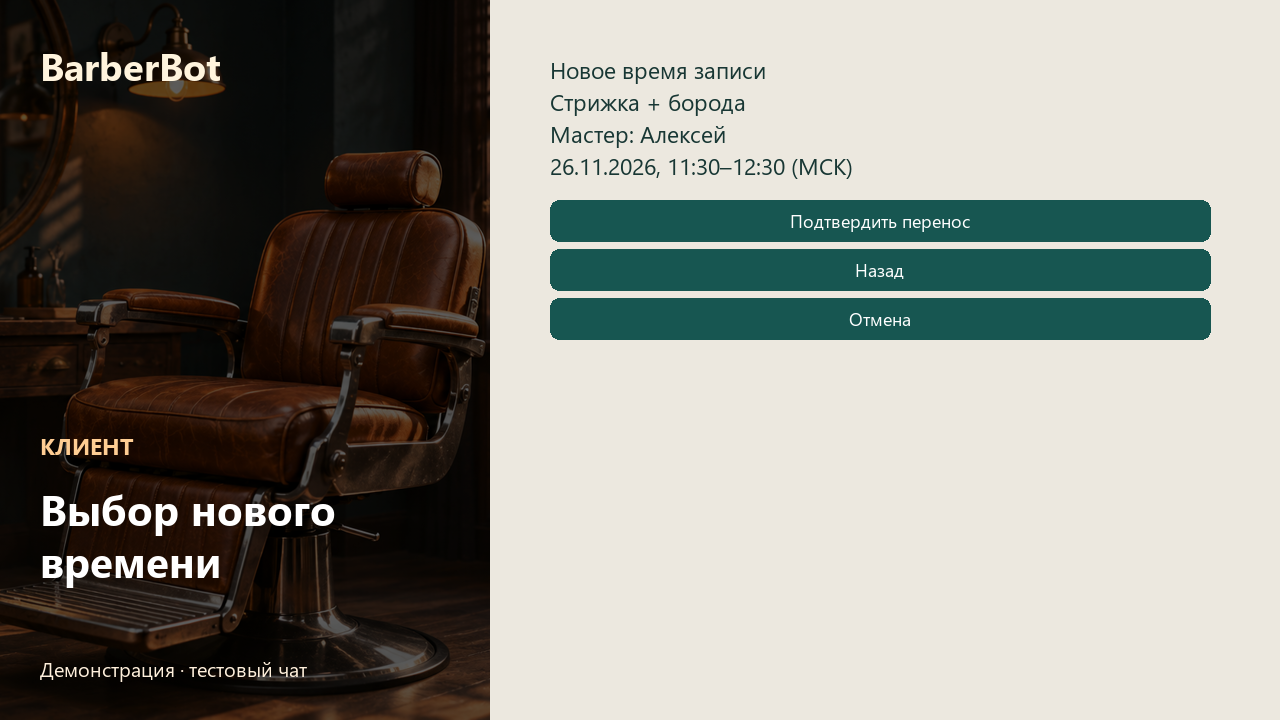 BarberBot
КЛИЕНТ
Выбор нового
времени
Демонстрация · тестовый чат
Новое время записи
Стрижка + борода
Мастер: Алексей
26.11.2026, 11:30–12:30 (МСК)
Подтвердить перенос
Назад
Отмена